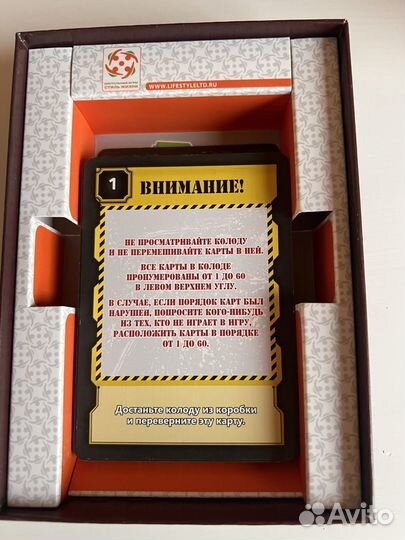 СТИЛЬ ЖИЗНИ
WWW.LIFESTYLELTD.RU
1
ВНИМАНИЕ!
НЕ ПРОСМАТРИВАЙТЕ КОЛОДУ
И НЕ ПЕРЕМЕШИВАЙТЕ КАРТЫ В НЕЙ.
ВСЕ КАРТЫ В КОЛОДЕ
ПРОНУМЕРОВАНЫ ОТ 1 ДО 60
В ЛЕВОМ ВЕРХНЕМ УГЛУ.
В СЛУЧАЕ, ЕСЛИ ПОРЯДОК КАРТ БЫЛ
НАРУШЕН, ПОПРОСИТЕ КОГО-НИБУДЬ
ИЗ ТЕХ, КТО НЕ ИГРАЕТ В ИГРУ,
РАСПОЛОЖИТЬ КАРТЫ В ПОРЯДКЕ
ОТ 1 ДО 60.
Достаньте колоду из коробки
и переверните эту карту.
Avito